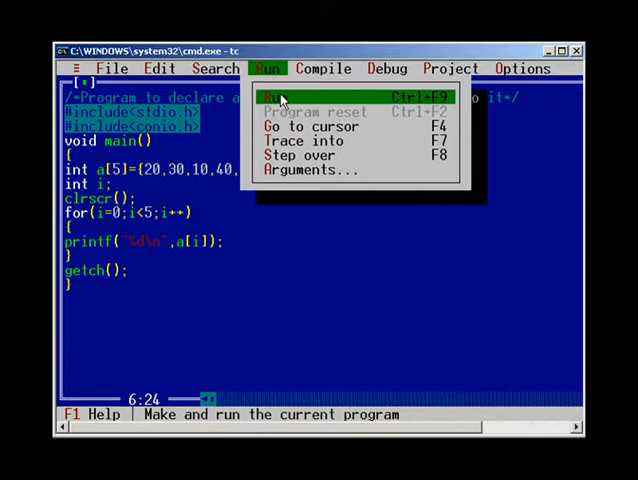 C:\WINDOWS\system32\cmd.exe - tc
≡ File Edit Search Run Compile Debug Project Options
/*Program to declare a o it*/
#include<stdio.h>
#include<conio.h>
void main()
{
int a[5]={20,30,10,40,
int i;
clrscr();
for(i=0;i<5;i++)
{
printf("%d\n",a[i]);
}
getch();
}
Run Ctrl+F9
Program reset Ctrl+F2
Go to cursor F4
Trace into F7
Step over F8
Arguments...
6:24
F1 Help | Make and run the current program